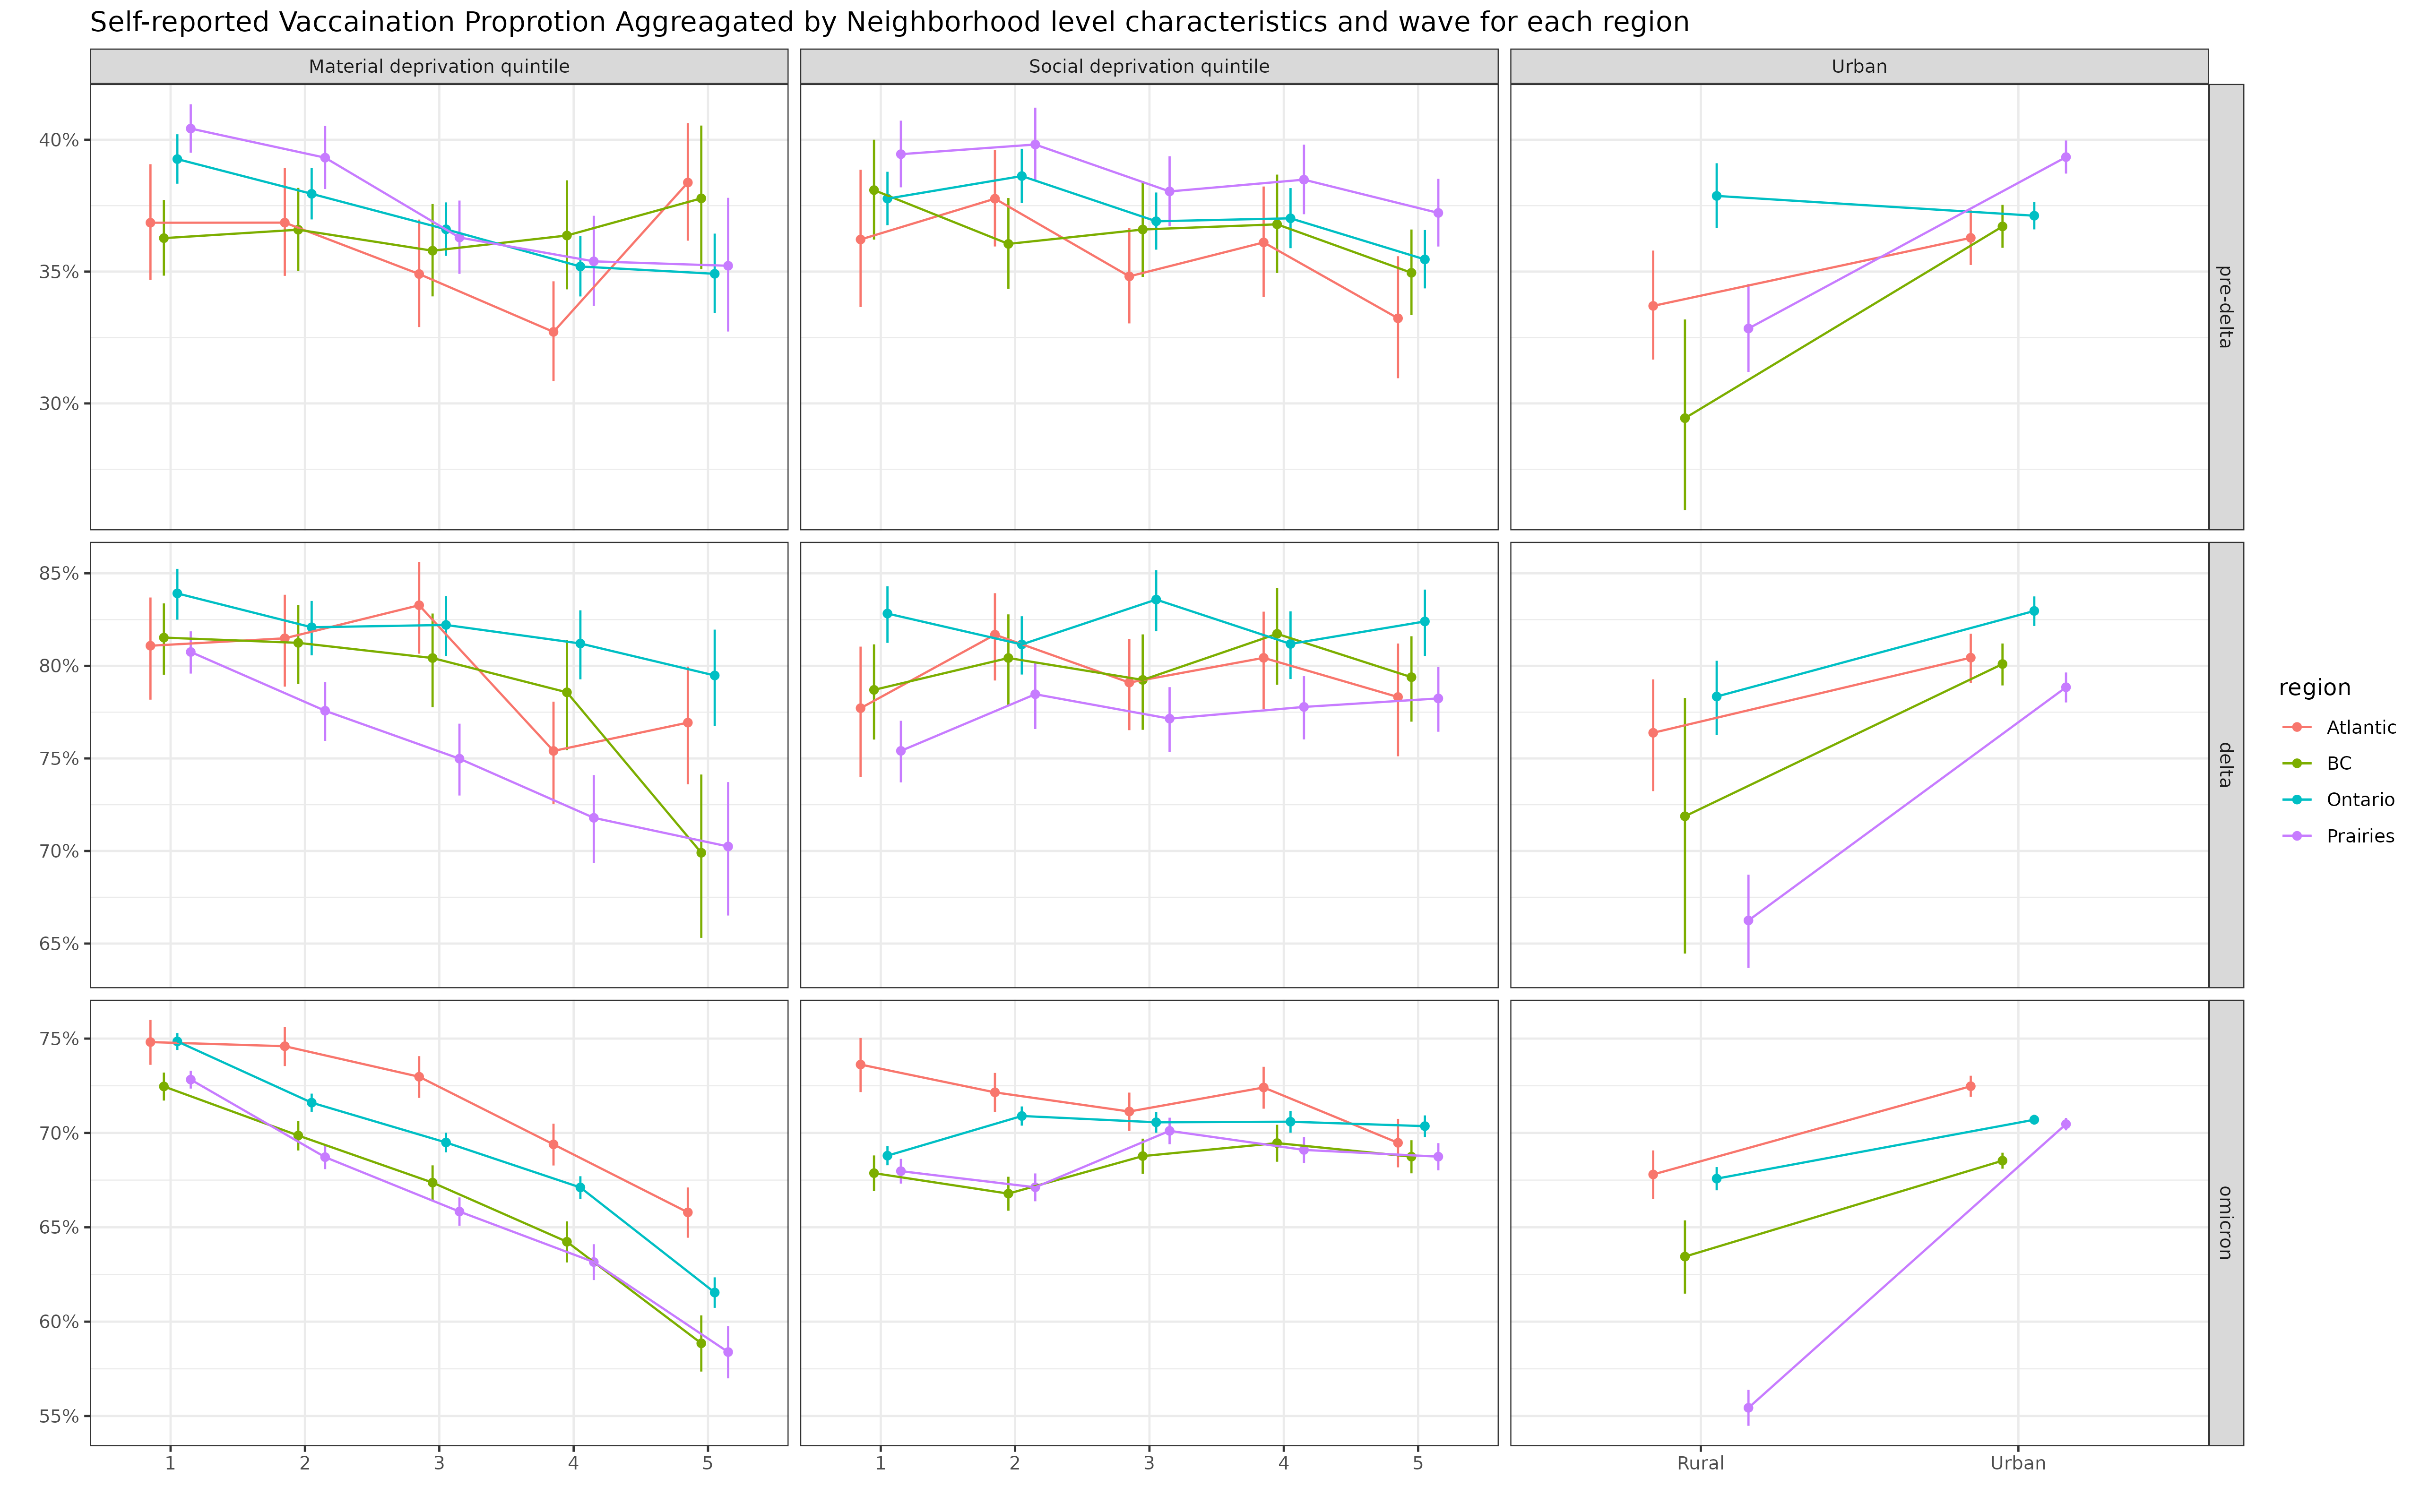 Self-reported Vaccaination Proprotion Aggreagated by Neighborhood level characteristics and wave for each region
Material deprivation quintile
Social deprivation quintile
Urban
40%
35%
30%
pre-delta
85%
80%
75%
70%
65%
delta
75%
70%
65%
60%
55%
omicron
1 2 3 4 5
1 2 3 4 5
Rural Urban
region
Atlantic
BC
Ontario
Prairies